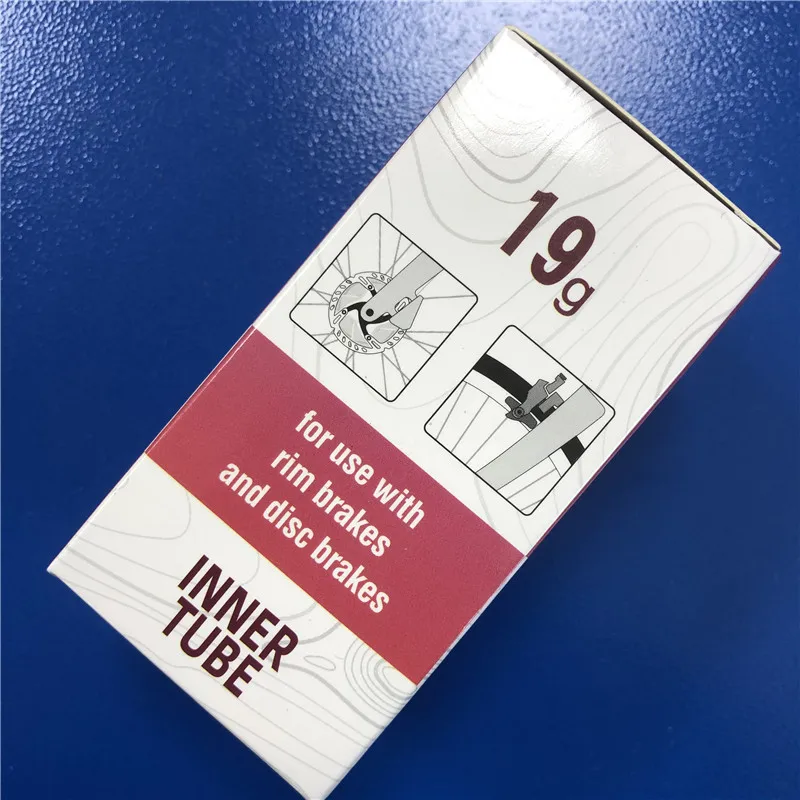 19g
for use with
rim brakes
and disc brakes
INNER
TUBE